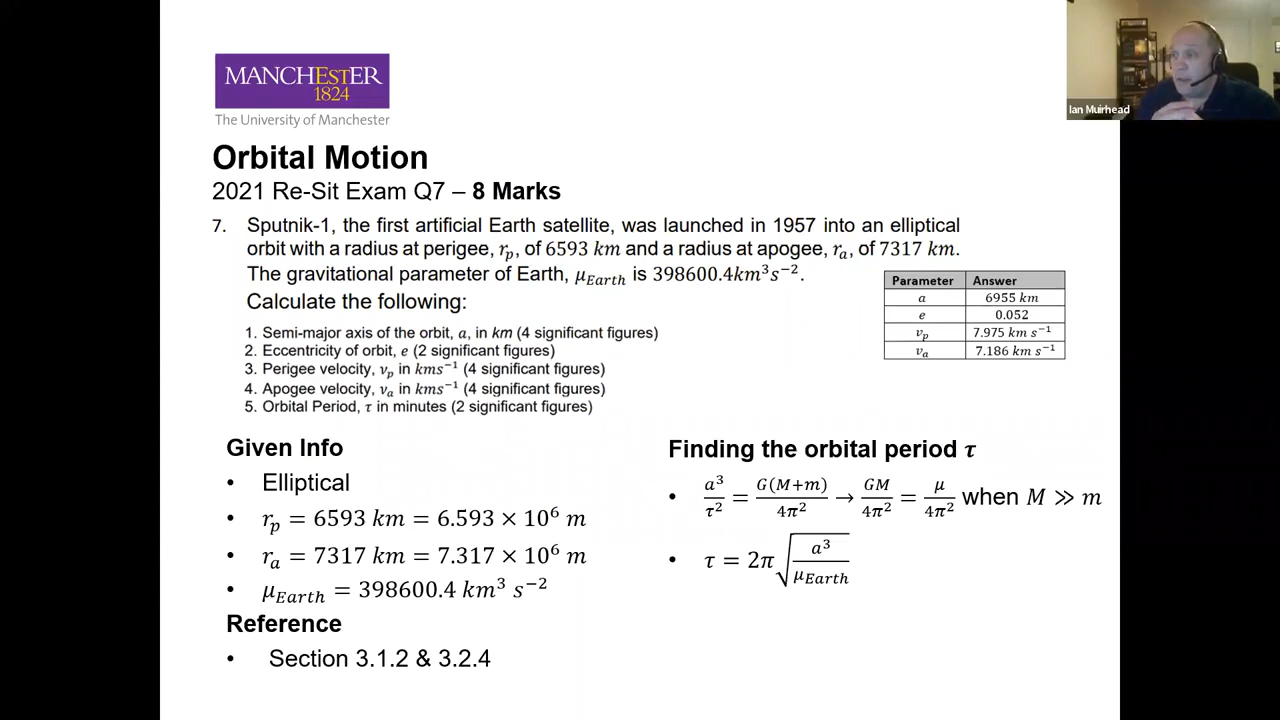 MANCHESTER
1824
The University of Manchester
Ian Muirhead
Orbital Motion
2021 Re-Sit Exam Q7 – 8 Marks
7. Sputnik-1, the first artificial Earth satellite, was launched in 1957 into an elliptical
orbit with a radius at perigee, r_p, of 6593 km and a radius at apogee, r_a, of 7317 km.
The gravitational parameter of Earth, μ_Earth is 398600.4km³s⁻².
Calculate the following:
1. Semi-major axis of the orbit, a, in km (4 significant figures)
2. Eccentricity of orbit, e (2 significant figures)
3. Perigee velocity, v_p in kms⁻¹ (4 significant figures)
4. Apogee velocity, v_a in kms⁻¹ (4 significant figures)
5. Orbital Period, τ in minutes (2 significant figures)
Parameter Answer
a 6955 km
e 0.052
v_p 7.975 km s⁻¹
v_a 7.186 km s⁻¹
Given Info
• Elliptical
• r_p = 6593 km = 6.593 × 10⁶ m
• r_a = 7317 km = 7.317 × 10⁶ m
• μ_Earth = 398600.4 km³ s⁻²
Reference
• Section 3.1.2 & 3.2.4
Finding the orbital period τ
• a³/τ² = G(M+m)/4π² → GM/4π² = μ/4π² when M ≫ m
• τ = 2π√(a³/μ_Earth)